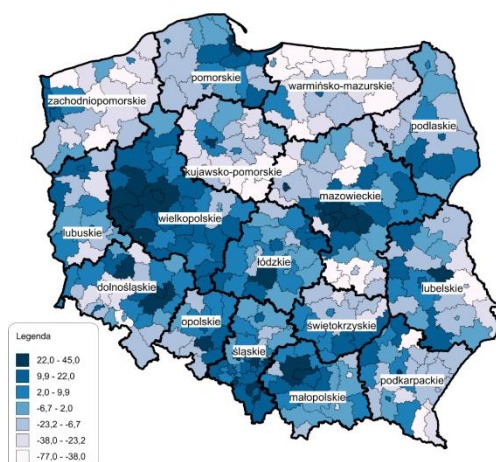 pomorskie
warmińsko-mazurskie
zachodniopomorskie
podlaskie
kujawsko-pomorskie
mazowieckie
wielkopolskie
lubuskie
łódzkie
dolnośląskie
lubelskie
opolskie
świętokrzyskie
śląskie
podkarpackie
małopolskie
Legenda
22,0 - 45,0
9,9 - 22,0
2,0 - 9,9
-6,7 - 2,0
-23,2 - -6,7
-38,0 - -23,2
-77,0 - -38,0